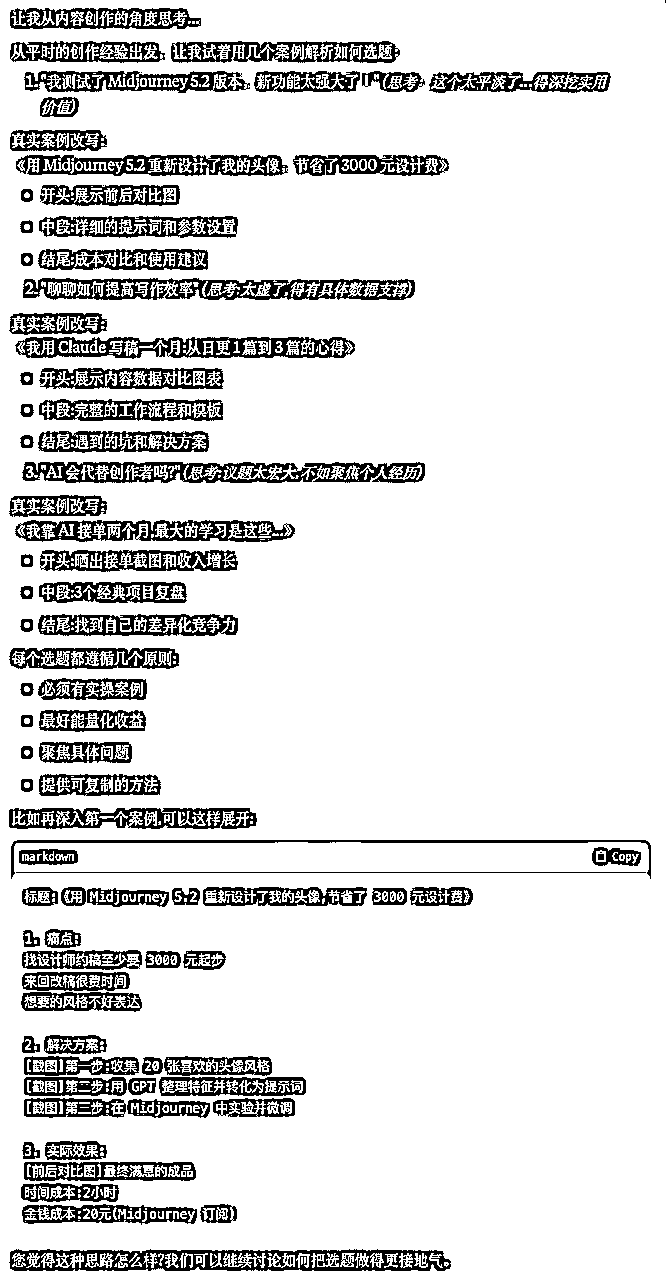 让我从内容创作的角度思考...
从平时的创作经验出发，让我试着用几个案例解析如何选题：
1. "我测试了 Midjourney 5.2 版本，新功能太强大了！" (思考：这个太平淡了...得深挖实用
价值)
真实案例改写:
《用 Midjourney 5.2 重新设计了我的头像，节省了 3000 元设计费》
开头:展示前后对比图
中段:详细的提示词和参数设置
结尾:成本对比和使用建议
2. "聊聊如何提高写作效率" (思考:太虚了,得有具体数据支撑)
真实案例改写:
《我用 Claude 写稿一个月:从日更 1 篇到 3 篇的心得》
开头:展示内容数据对比图表
中段:完整的工作流程和模板
结尾:遇到的坑和解决方案
3. "AI 会代替创作者吗?" (思考:议题太宏大,不如聚焦个人经历)
真实案例改写:
《我靠 AI 接单两个月,最大的学习是这些...》
开头:晒出接单截图和收入增长
中段:3个经典项目复盘
结尾:找到自己的差异化竞争力
每个选题都遵循几个原则:
必须有实操案例
最好能量化收益
聚焦具体问题
提供可复制的方法
比如再深入第一个案例,可以这样展开:
markdown Copy
标题:《用 Midjourney 5.2 重新设计了我的头像,节省了 3000 元设计费》
1. 痛点:
找设计师约稿至少要 3000 元起步
来回改稿很费时间
想要的风格不好表达
2. 解决方案:
[截图]第一步:收集 20 张喜欢的头像风格
[截图]第二步:用 GPT 整理特征并转化为提示词
[截图]第三步:在 Midjourney 中实验并微调
3. 实际效果:
[前后对比图]最终满意的成品
时间成本:2小时
金钱成本:20元(Midjourney 订阅)
您觉得这种思路怎么样?我们可以继续讨论如何把选题做得更接地气。